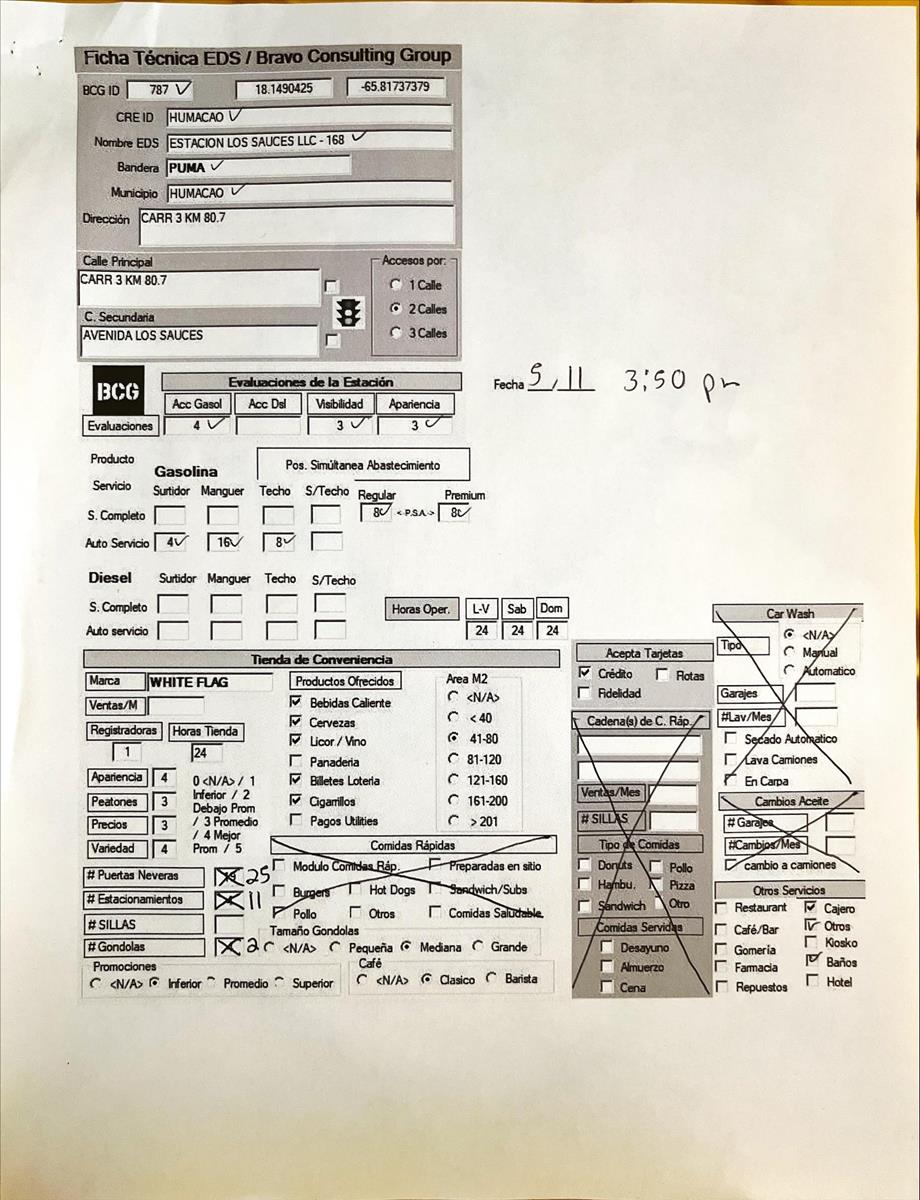 Ficha Técnica EDS / Bravo Consulting Group
BCG ID 787 18.1490425 -65.81737379
CRE ID HUMACAO
Nombre EDS ESTACION LOS SAUCES LLC - 168
Bandera PUMA
Municipio HUMACAO
Dirección CARR 3 KM 80.7
Calle Principal
CARR 3 KM 80.7
C. Secundaria
AVENIDA LOS SAUCES
Accesos por:
1 Calle
2 Calles
3 Calles
BCG
Evaluaciones de la Estación
Acc Gasol Acc Dsl Visibilidad Apariencia
Evaluaciones 4 3 3
Fecha 5, 11 3:50 pm
Producto Gasolina Pos. Simúltanea Abastecimiento
Servicio Surtidor Manguer Techo S/Techo Regular Premium
S. Completo 8 <-P.S.A.-> 8
Auto Servicio 4 16 8
Diesel Surtidor Manguer Techo S/Techo
S. Completo
Auto servicio
Horas Oper. L-V Sab Dom
24 24 24
Tienda de Conveniencia
Marca WHITE FLAG
Ventas/M
Registradoras Horas Tienda
1 24
Apariencia 4
Peatones 3
Precios 3
Variedad 4
0 <N/A> / 1
Inferior / 2
Debajo Prom
/ 3 Promedio
/ 4 Mejor
Prom / 5
Productos Ofrecidos
Bebidas Caliente
Cervezas
Licor / Vino
Panaderia
Billetes Loteria
Cigarrillos
Pagos Utilities
Area M2
<N/A>
< 40
41-80
81-120
121-160
161-200
> 201
# Puertas Neveras 25
# Estacionamientos 11
# SILLAS
# Gondolas 2
Comidas Rápidas
Modulo Comidas Ráp. Preparadas en sitio
Burgers Hot Dogs Sandwich/Subs
Pollo Otros Comidas Saludable
Tamaño Gondolas
<N/A> Pequeña Mediana Grande
Promociones
<N/A> Inferior Promedio Superior
Café
<N/A> Clasico Barista
Acepta Tarjetas
Crédito Flotas
Fidelidad
Cadena(s) de C. Ráp.
Ventas/Mes
# SILLAS
Tipo de Comidas
Donuts Pollo
Hambu. Pizza
Sandwich Otro
Comidas Servidas
Desayuno
Almuerzo
Cena
Car Wash
Tipo <N/A>
Manual
Automatico
Garajes
#Lav/Mes
Secado Automatico
Lava Camiones
En Carpa
Cambios Aceite
# Garajes
#Cambios/Mes
cambio a camiones
Otros Servicios
Restaurant Cajero
Café/Bar Otros
Gomería Kiosko
Farmacia Baños
Repuestos Hotel